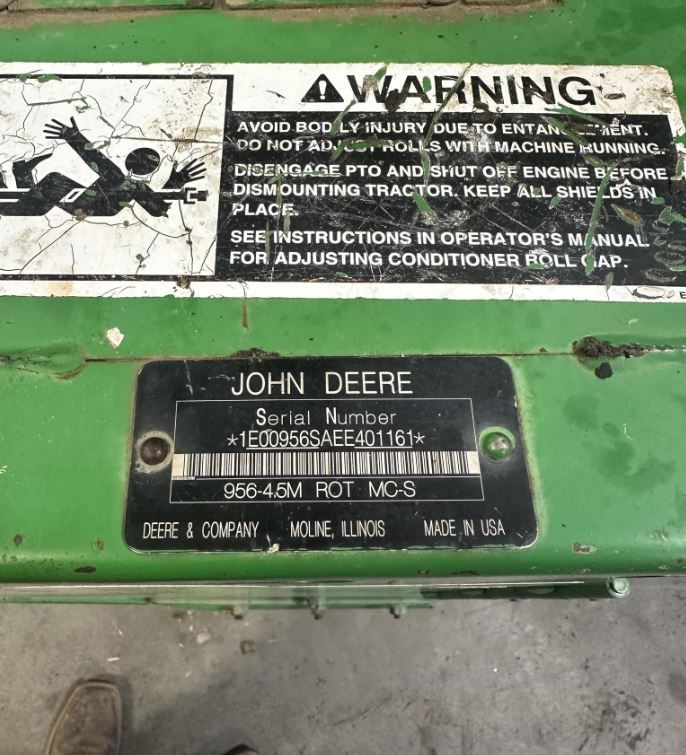 WARNING
AVOID BODILY INJURY DUE TO ENTANGLEMENT.
DO NOT ADJUST ROLLS WITH MACHINE RUNNING.
DISENGAGE PTO AND SHUT OFF ENGINE BEFORE
DISMOUNTING TRACTOR. KEEP ALL SHIELDS IN
PLACE.
SEE INSTRUCTIONS IN OPERATOR'S MANUAL
FOR ADJUSTING CONDITIONER ROLL GAP.
JOHN DEERE
Serial Number
*1E00956SAEE401161*
956-4.5M ROT MC-S
DEERE & COMPANY MOLINE, ILLINOIS MADE IN USA